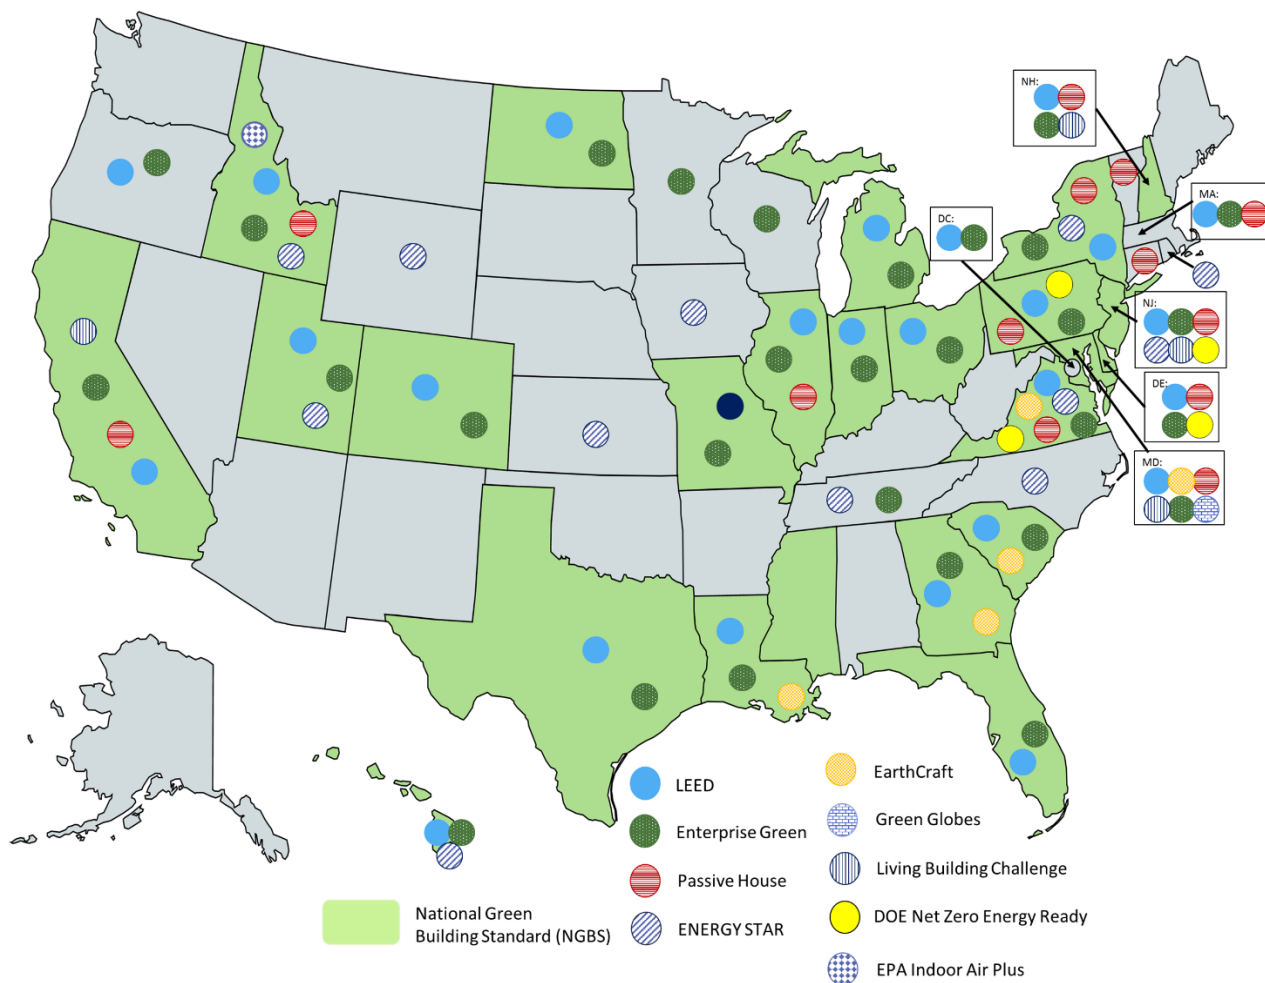 NH:
MA:
DC:
NJ:
DE:
MD:
LEED
Enterprise Green
Passive House
ENERGY STAR
EarthCraft
Green Globes
Living Building Challenge
DOE Net Zero Energy Ready
EPA Indoor Air Plus
National Green
Building Standard (NGBS)